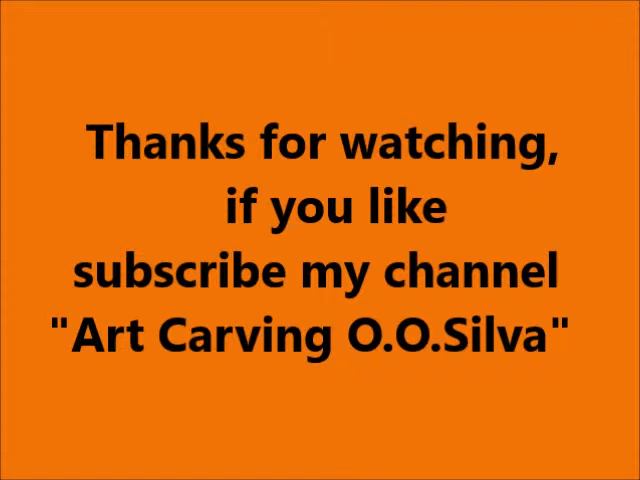 Thanks for watching,
if you like
subscribe my channel
"Art Carving O.O.Silva"